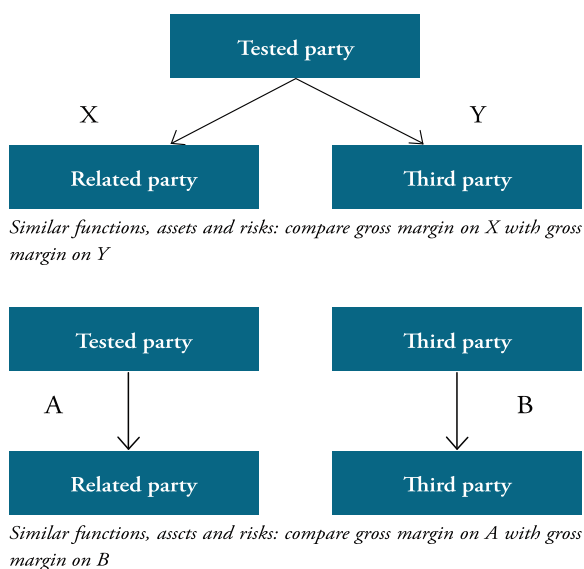 Tested party
X
Y
Related party
Third party
Similar functions, assets and risks: compare gross margin on X with gross
margin on Y
Tested party
Third party
A
B
Related party
Third party
Similar functions, asscts and risks: compare gross margin on A with gross
margin on B